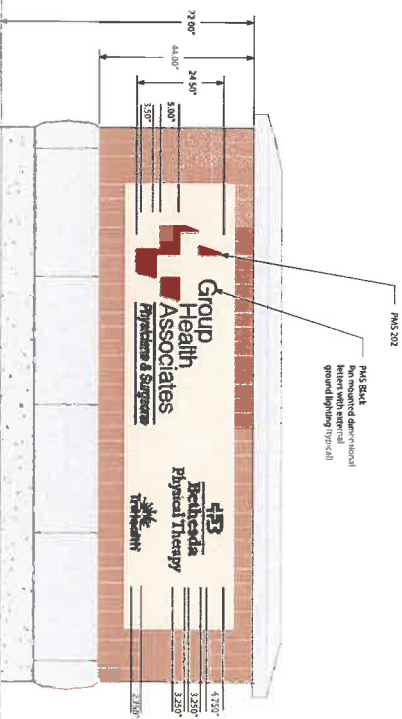 PMS 202
PMS Black
Pin mounted dimensional
letters with external
ground lighting (typical)
72.00"
44.00"
24.50"
5.00"
3.50"
Group
Health
Associates
Physicians & Surgeons
Bethesda
Physical Therapy
TriHealth
4.750"
3.250"
3.250"
2.750"